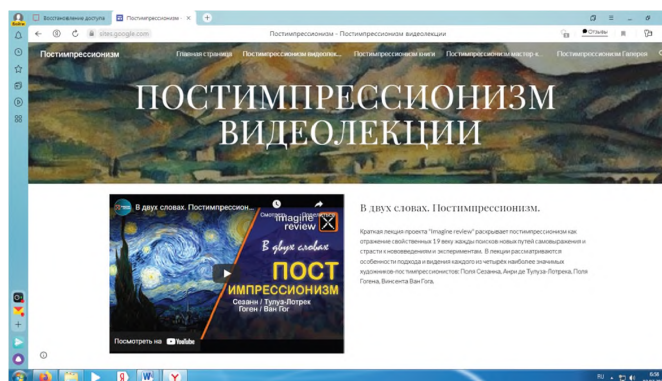 Войти
Восстановление доступа
Постимпрессионизм -
sites.google.com
Постимпрессионизм - Постимпрессионизм видеолекции
Отзывы
Постимпрессионизм
Главная страница
Постимпрессионизм видеолек...
Постимпрессионизм книги
Постимпрессионизм мастер-к...
Постимпрессионизм Галерея
ПОСТИМПРЕССИОНИЗМ
ВИДЕОЛЕКЦИИ
В двух словах. Постимпрессион...
imagine
review
В двух словах
ПОСТ
ИМПРЕССИОНИЗМ
Сезанн / Тулуз-Лотрек
Гоген / Ван Гог
Посмотреть на YouTube
В двух словах. Постимпрессионизм.
Краткая лекция проекта "Imagine review" раскрывает постимпрессионизм как
отражение свойственных 19 веку жажды поисков новых путей самовыражения и
страсти к нововведениям и экспериментам. В лекции рассматриваются
особенности подхода и видения каждого из четырёх наиболее значимых
художников-постимпрессионистов: Поля Сезанна, Анри де Тулуза-Лотрека, Поля
Гогена, Винсента Ван Гога.
RU
6:56